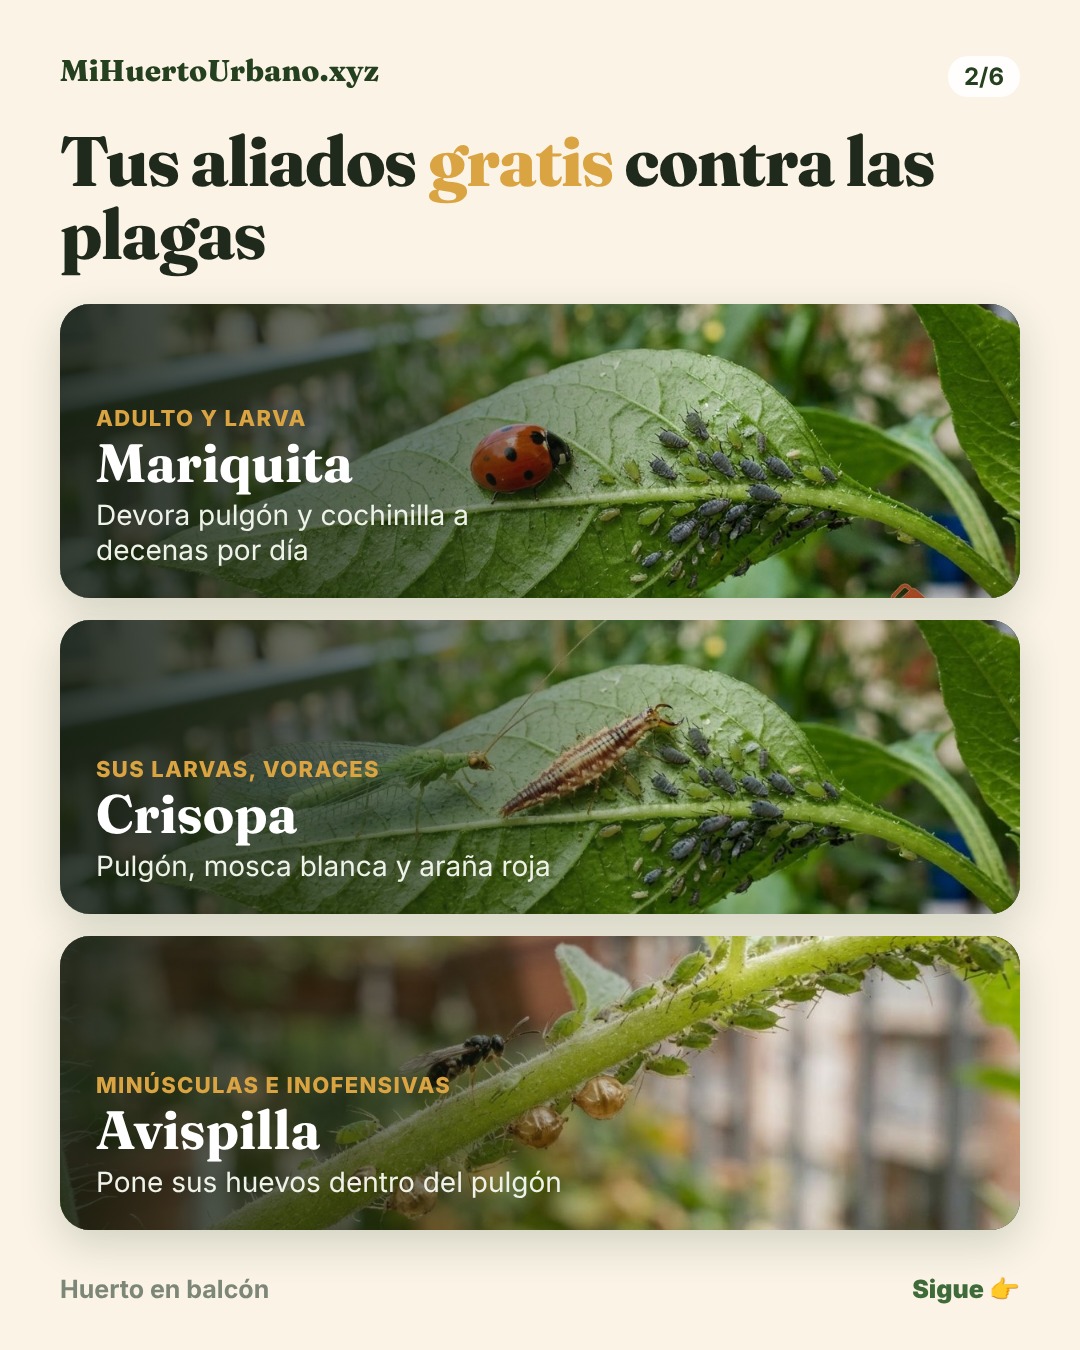 MiHuertoUrbano.xyz
2/6
Tus aliados gratis contra las
plagas
ADULTO Y LARVA
Mariquita
Devora pulgón y cochinilla a
decenas por día
SUS LARVAS, VORACES
Crisopa
Pulgón, mosca blanca y araña roja
MINÚSCULAS E INOFENSIVAS
Avispilla
Pone sus huevos dentro del pulgón
Huerto en balcón
Sigue 👉